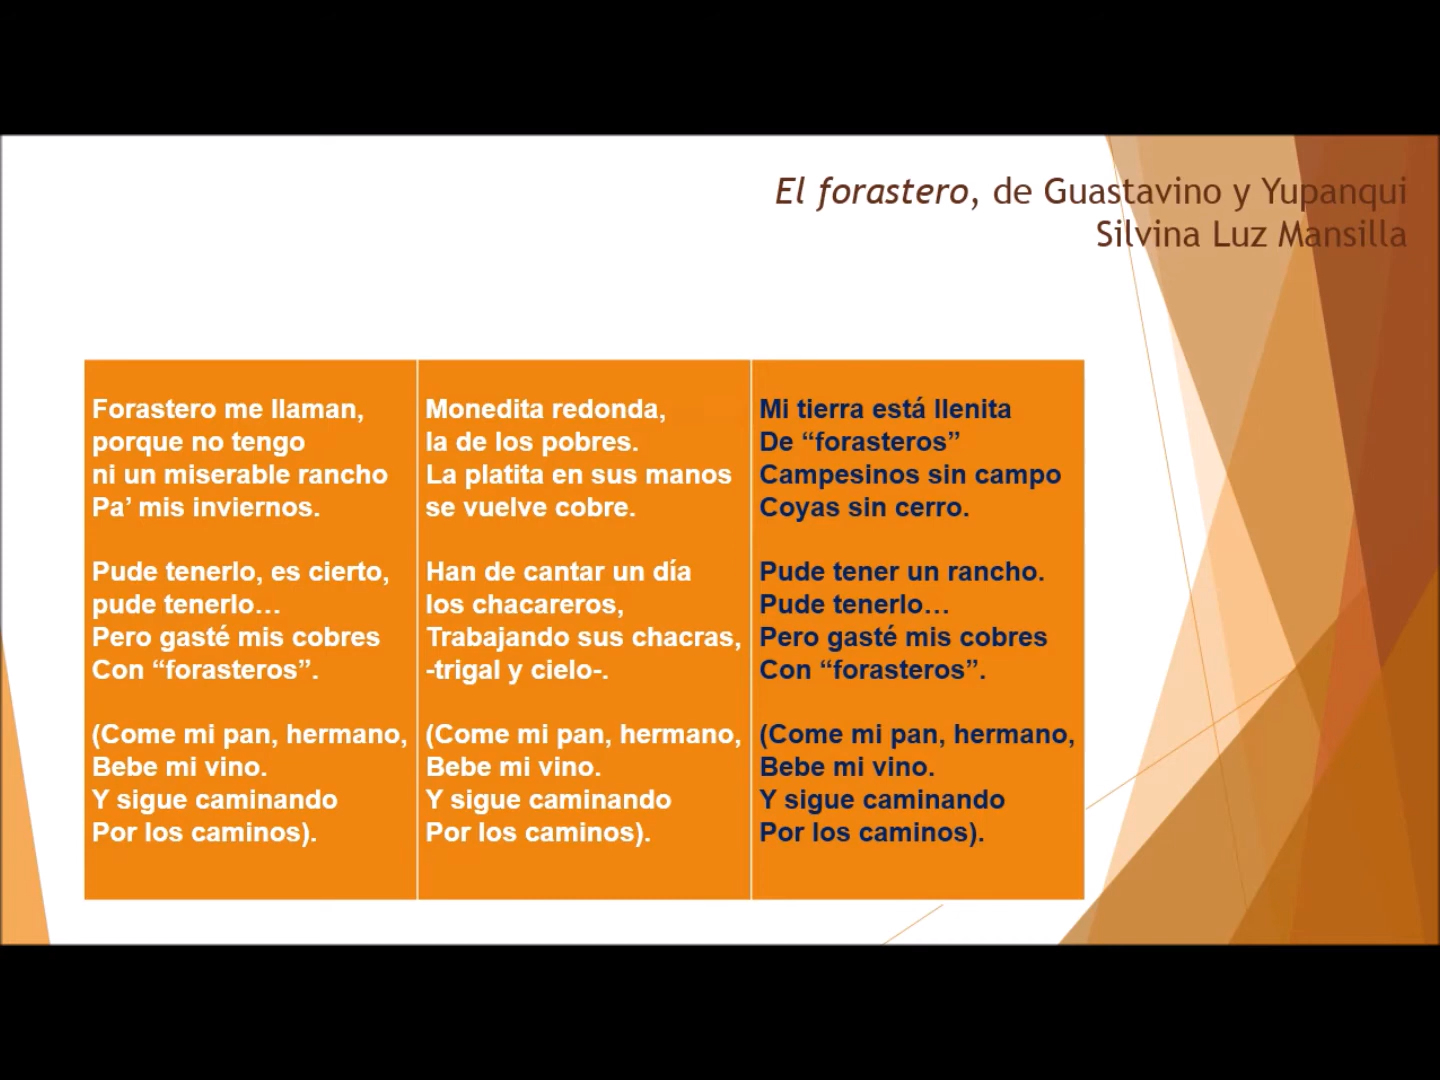 El forastero, de Guastavino y Yupanqui
Silvina Luz Mansilla
Forastero me llaman,
porque no tengo
ni un miserable rancho
Pa’ mis inviernos.
Pude tenerlo, es cierto,
pude tenerlo…
Pero gasté mis cobres
Con “forasteros”.
(Come mi pan, hermano,
Bebe mi vino.
Y sigue caminando
Por los caminos).
Monedita redonda,
la de los pobres.
La platita en sus manos
se vuelve cobre.
Han de cantar un día
los chacareros,
Trabajando sus chacras,
-trigal y cielo-.
(Come mi pan, hermano,
Bebe mi vino.
Y sigue caminando
Por los caminos).
Mi tierra está llenita
De “forasteros”
Campesinos sin campo
Coyas sin cerro.
Pude tener un rancho.
Pude tenerlo…
Pero gasté mis cobres
Con “forasteros”.
(Come mi pan, hermano,
Bebe mi vino.
Y sigue caminando
Por los caminos).